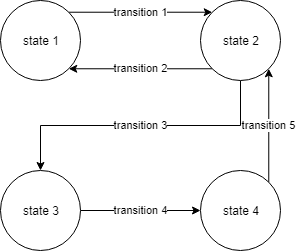 transition 1
state 1
state 2
transition 2
transition 3
transition 5
state 3
transition 4
state 4